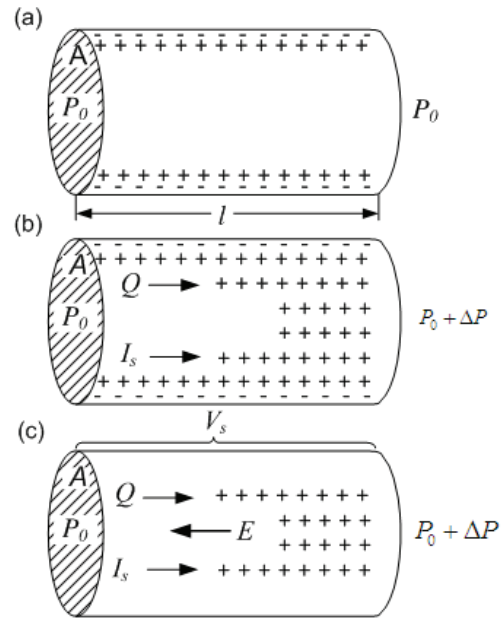 (a)
- - - - - - - - - - - - - -
A + + + + + + + + + + + + +
P₀ P₀
+ + + + + + + + + + + + +
- - - - - - - - - - - - -
l
(b)
- - - - - - - - - - - - - -
A + + + + + + + + + + + + +
Q + + + + + + + +
+ + + + +
P₀ P₀ + ΔP
+ + + + +
Iₛ + + + + + + + +
+ + + + + + + + + + + + +
- - - - - - - - - - - - -
(c)
Vₛ
A
Q + + + + + + + +
+ + + + +
P₀ E P₀ + ΔP
+ + + + +
Iₛ + + + + + + + +